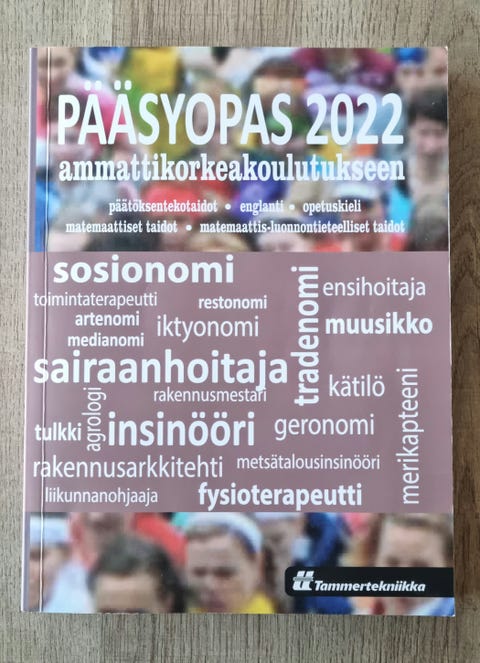 PÄÄSYOPAS 2022
ammattikorkeakoulutukseen
päätöksentekotaidot • englanti • opetuskieli
matemaattiset taidot • matemaattis-luonnontieteelliset taidot
sosionomi
ensihoitaja
toimintaterapeutti
restonomi
artenomi
iktyonomi
tradenomi
muusikko
medianomi
sairaanhoitaja
kätilö
rakennusmestari
agrologi
merikapteeni
tulkki
insinööri
geronomi
rakennusarkkitehti
metsätalousinsinööri
liikunnanohjaaja
fysioterapeutti
tt Tammertekniikka